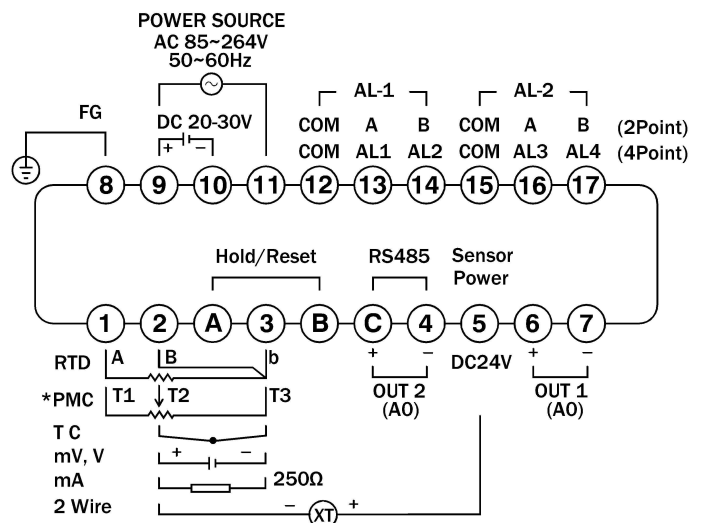 POWER SOURCE
AC 85~264V
50~60Hz
AL-1 AL-2
FG
DC 20-30V
COM A B COM A B (2Point)
+ −
COM AL1 AL2 COM AL3 AL4 (4Point)
8 9 10 11 12 13 14 15 16 17
Hold/Reset RS485 Sensor
Power
1 2 A 3 B C 4 5 6 7
RTD A B b + − DC24V + −
*PMC T1 T2 T3 OUT 2 OUT 1
(AO) (AO)
T C
mV, V + −
mA 250Ω
2 Wire − XT +